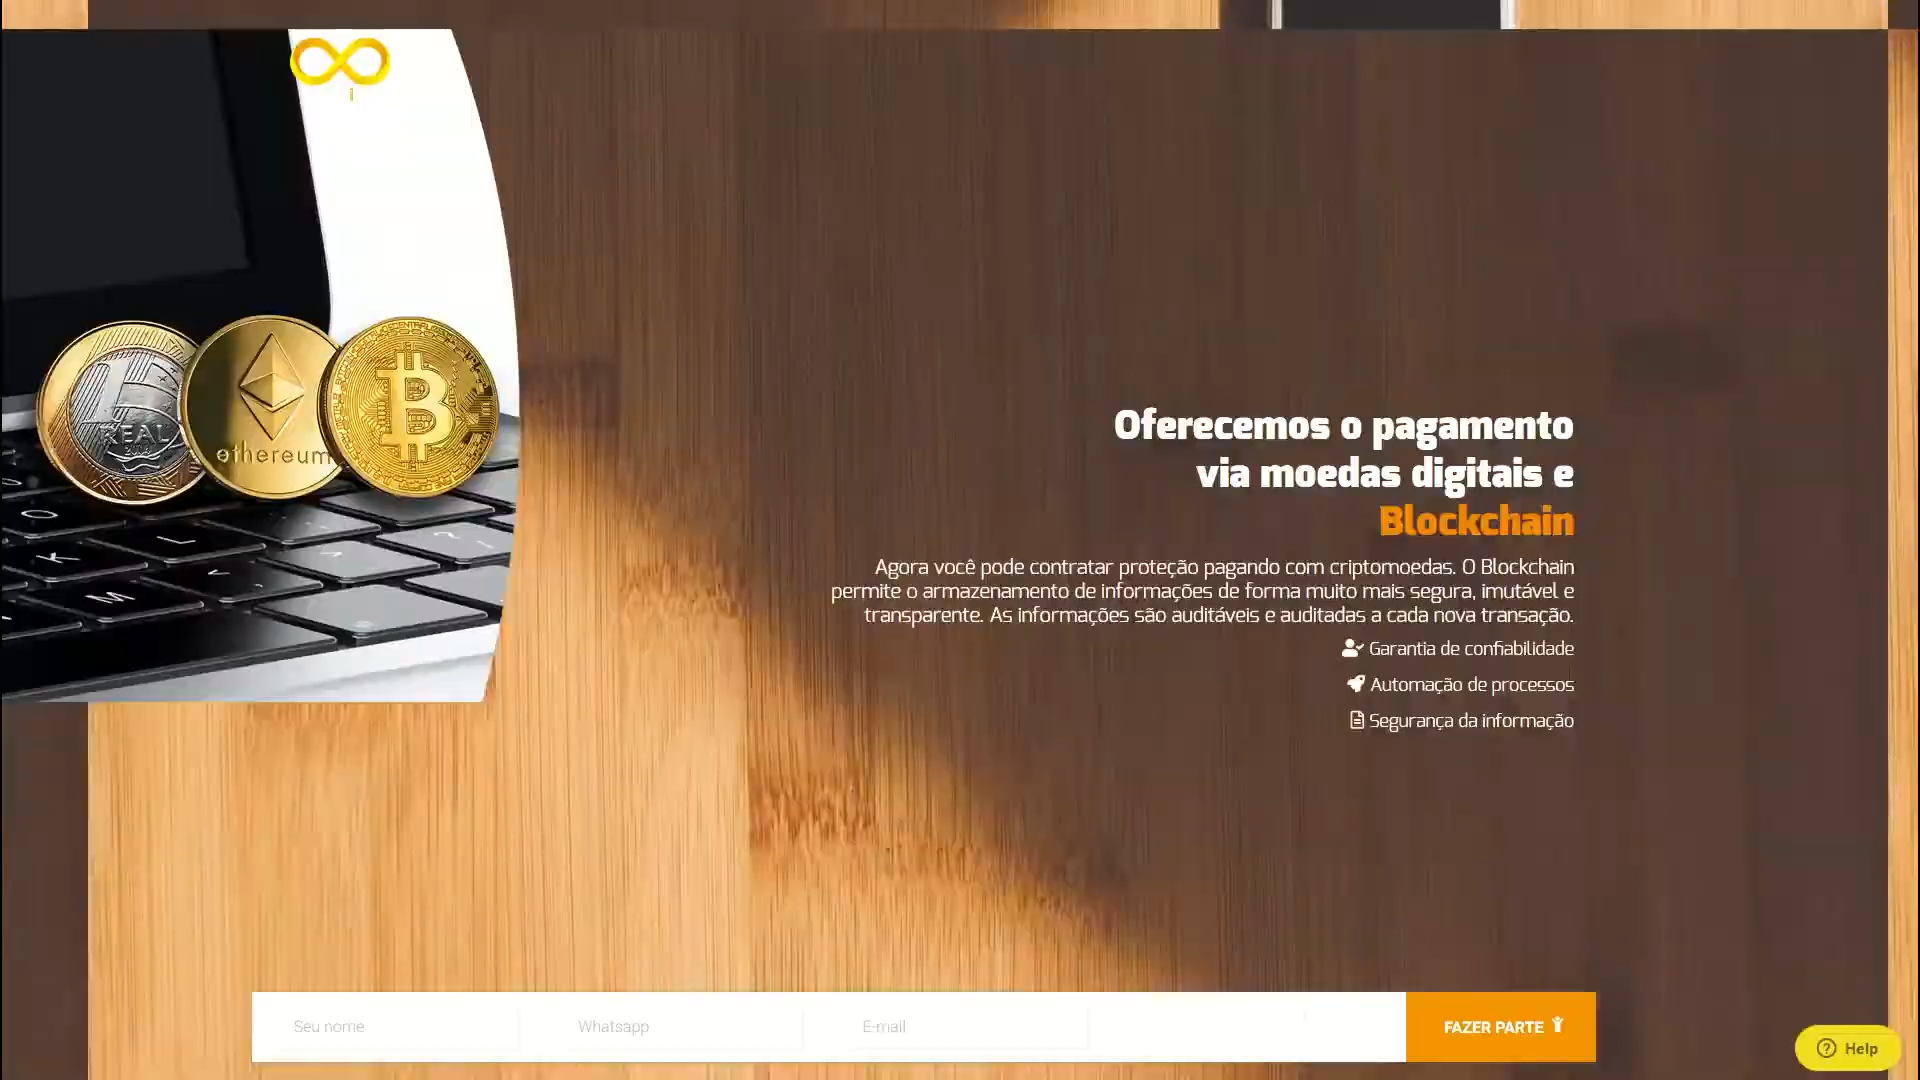 REAL
ethereum
O
K
L
M
Oferecemos o pagamento
via moedas digitais e
Blockchain
Agora você pode contratar proteção pagando com criptomoedas. O Blockchain
permite o armazenamento de informações de forma muito mais segura, imutável e
transparente. As informações são auditáveis e auditadas a cada nova transação.
Garantia de confiabilidade
Automação de processos
Segurança da informação
Seu nome
Whatsapp
E-mail
FAZER PARTE
Help